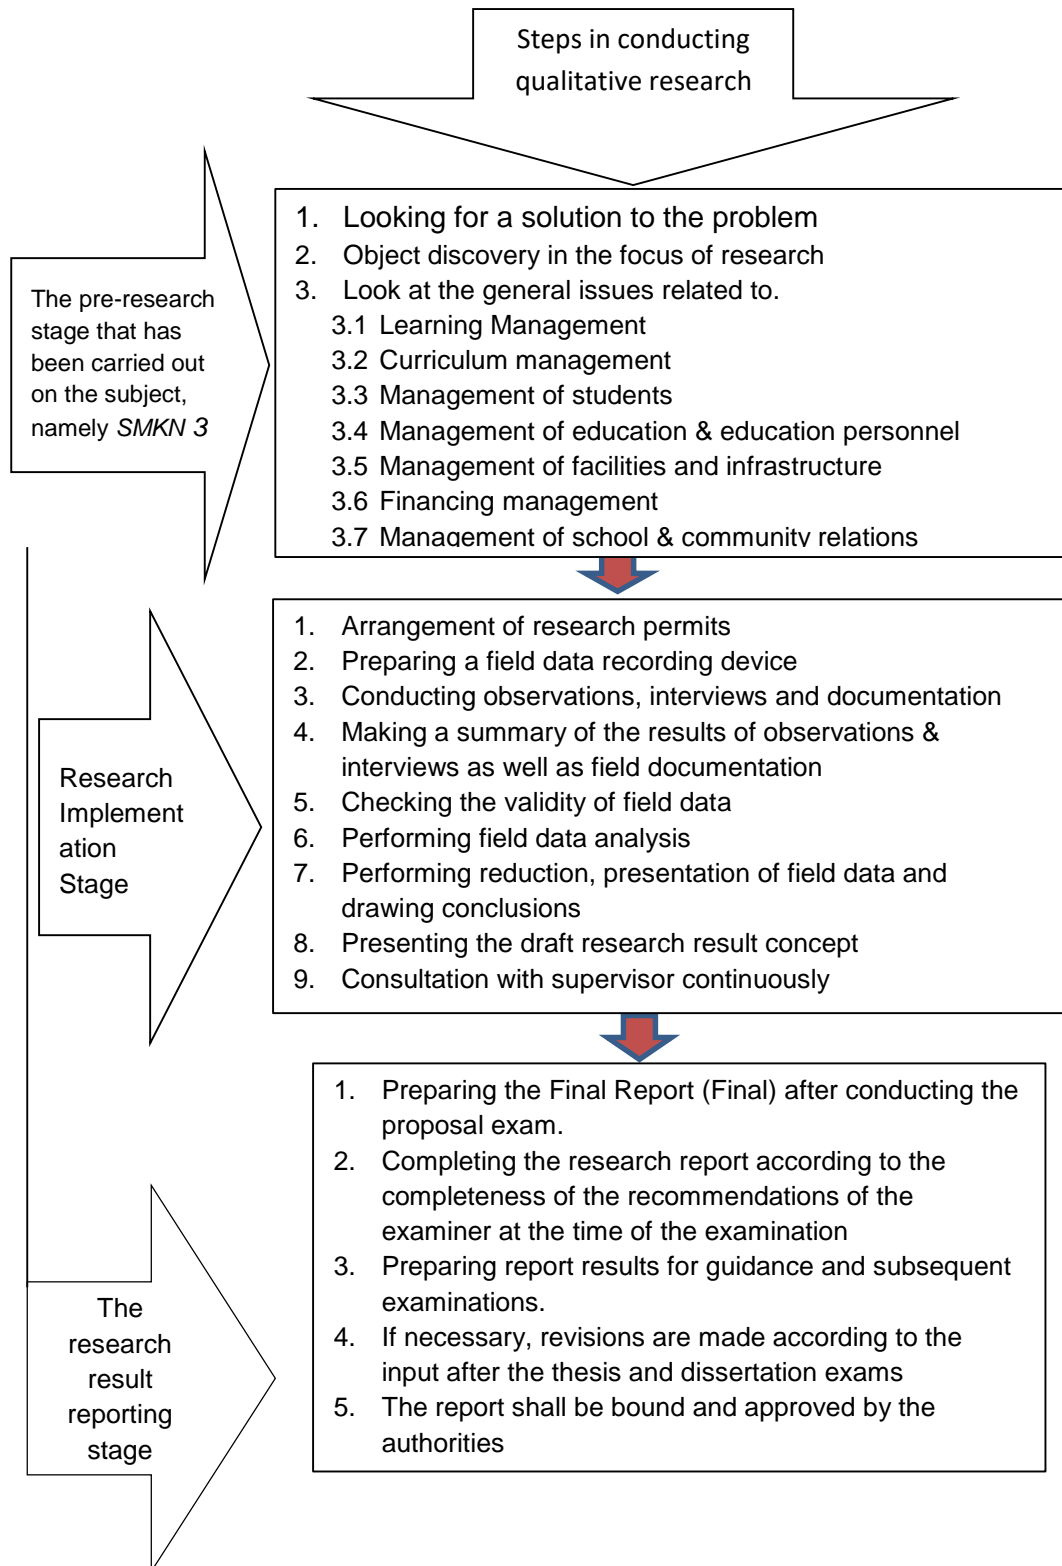 Steps in conducting
qualitative research
The pre-research
stage that has
been carried out
on the subject,
namely SMKN 3
1. Looking for a solution to the problem
2. Object discovery in the focus of research
3. Look at the general issues related to.
3.1 Learning Management
3.2 Curriculum management
3.3 Management of students
3.4 Management of education & education personnel
3.5 Management of facilities and infrastructure
3.6 Financing management
3.7 Management of school & community relations
Research
Implement
ation
Stage
1. Arrangement of research permits
2. Preparing a field data recording device
3. Conducting observations, interviews and documentation
4. Making a summary of the results of observations &
interviews as well as field documentation
5. Checking the validity of field data
6. Performing field data analysis
7. Performing reduction, presentation of field data and
drawing conclusions
8. Presenting the draft research result concept
9. Consultation with supervisor continuously
The
research
result
reporting
stage
1. Preparing the Final Report (Final) after conducting the
proposal exam.
2. Completing the research report according to the
completeness of the recommendations of the
examiner at the time of the examination
3. Preparing report results for guidance and subsequent
examinations.
4. If necessary, revisions are made according to the
input after the thesis and dissertation exams
5. The report shall be bound and approved by the
authorities